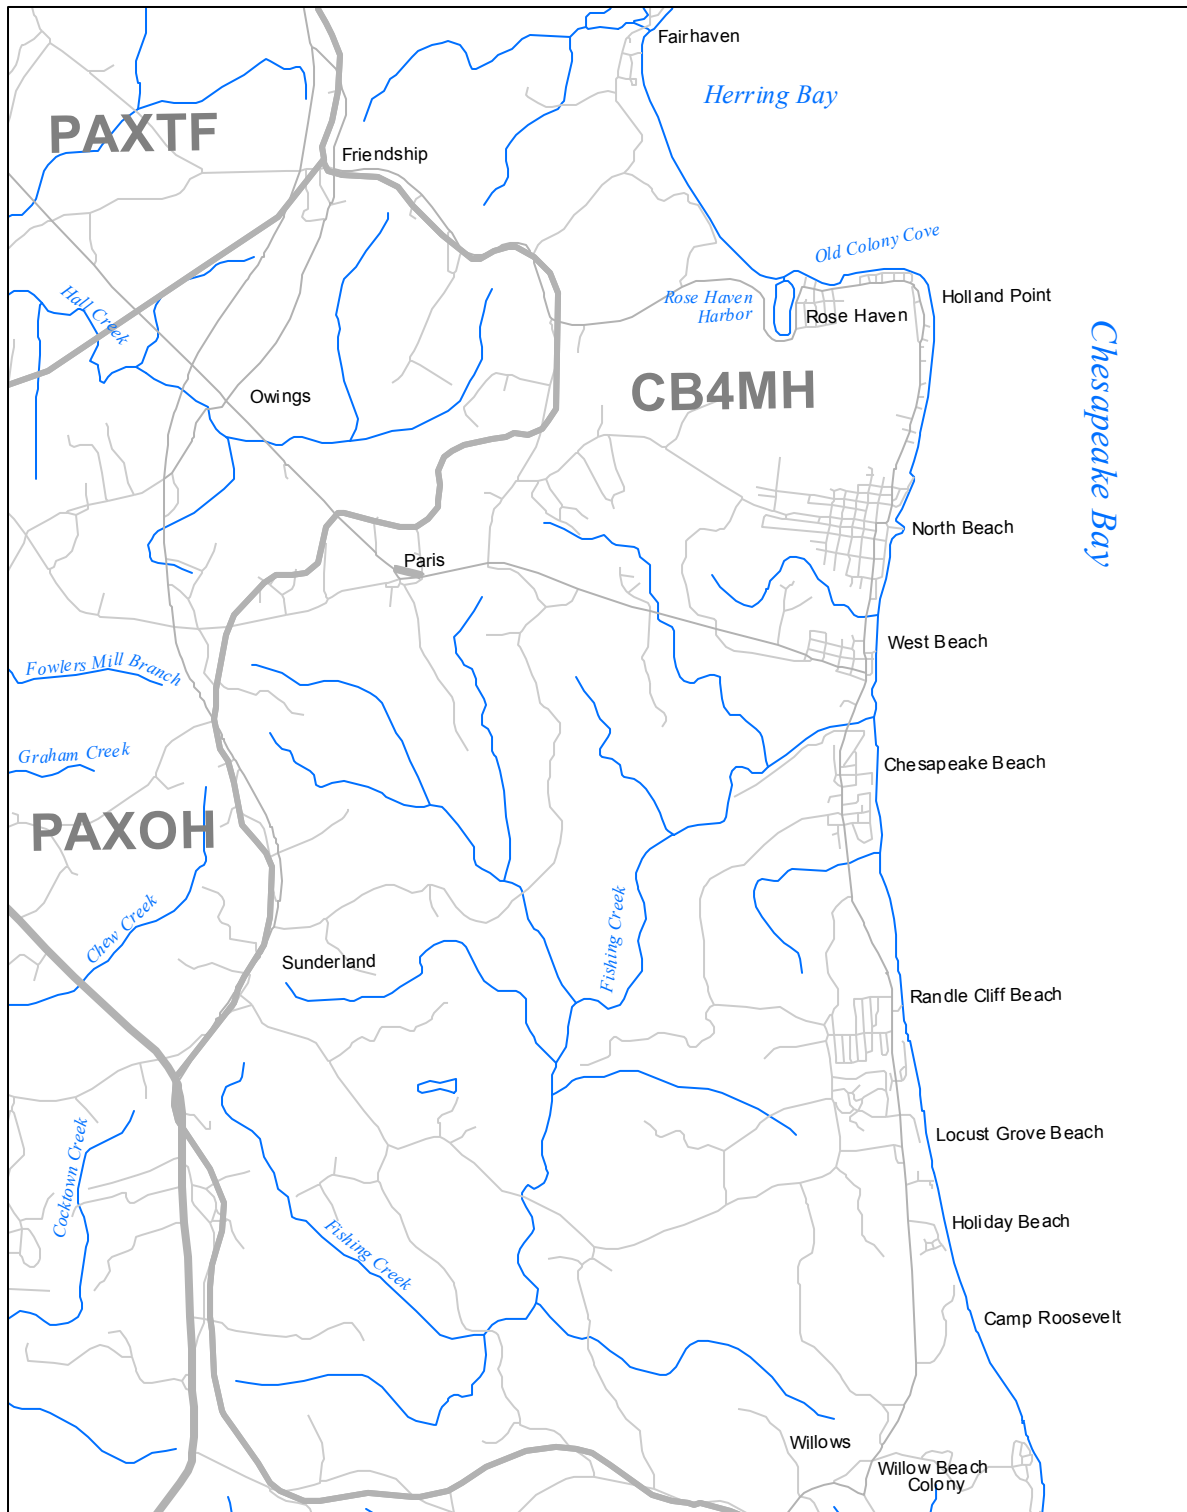 Fairhaven
Herring Bay
PAXTF
Friendship
Old Colony Cove
Hall Creek
Rose Haven
Harbor
Holland Point
Rose Haven
Chesapeake Bay
Owings
CB4MH
North Beach
Paris
West Beach
Fowlers Mill Branch
Graham Creek
Chesapeake Beach
PAXOH
Chew Creek
Fishing Creek
Sunderland
Randle Cliff Beach
Cocktown Creek
Locust Grove Beach
Fishing Creek
Holiday Beach
Camp Roosevelt
Willows
Willow Beach
Colony